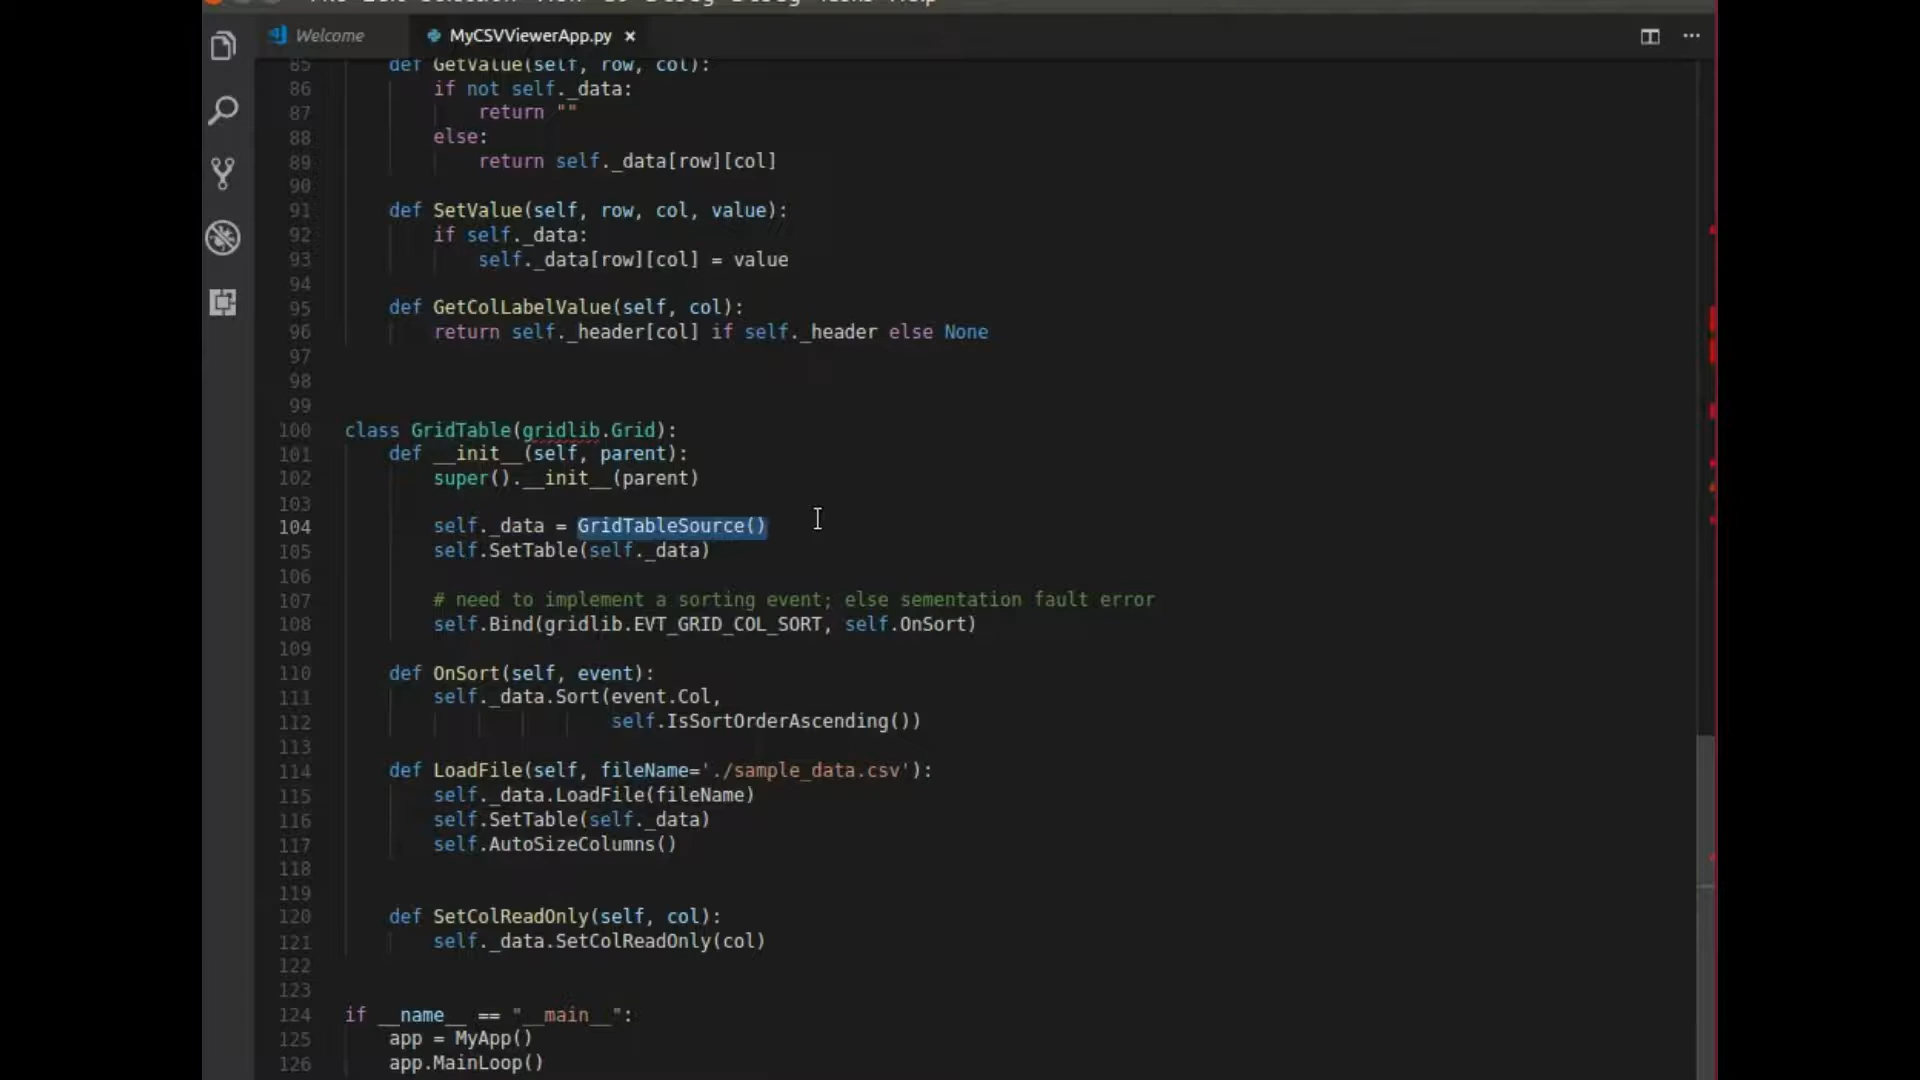 Welcome
MyCSVViewerApp.py ×
85 def GetValue(self, row, col):
86 if not self._data:
87 return ""
88 else:
89 return self._data[row][col]
90
91 def SetValue(self, row, col, value):
92 if self._data:
93 self._data[row][col] = value
94
95 def GetColLabelValue(self, col):
96 return self._header[col] if self._header else None
97
98
99
100 class GridTable(gridlib.Grid):
101 def __init__(self, parent):
102 super().__init__(parent)
103
104 self._data = GridTableSource()
105 self.SetTable(self._data)
106
107 # need to implement a sorting event; else sementation fault error
108 self.Bind(gridlib.EVT_GRID_COL_SORT, self.OnSort)
109
110 def OnSort(self, event):
111 self._data.Sort(event.Col,
112 self.IsSortOrderAscending())
113
114 def LoadFile(self, fileName='./sample_data.csv'):
115 self._data.LoadFile(fileName)
116 self.SetTable(self._data)
117 self.AutoSizeColumns()
118
119
120 def SetColReadOnly(self, col):
121 self._data.SetColReadOnly(col)
122
123
124 if __name__ == "__main__":
125 app = MyApp()
126 app.MainLoop()